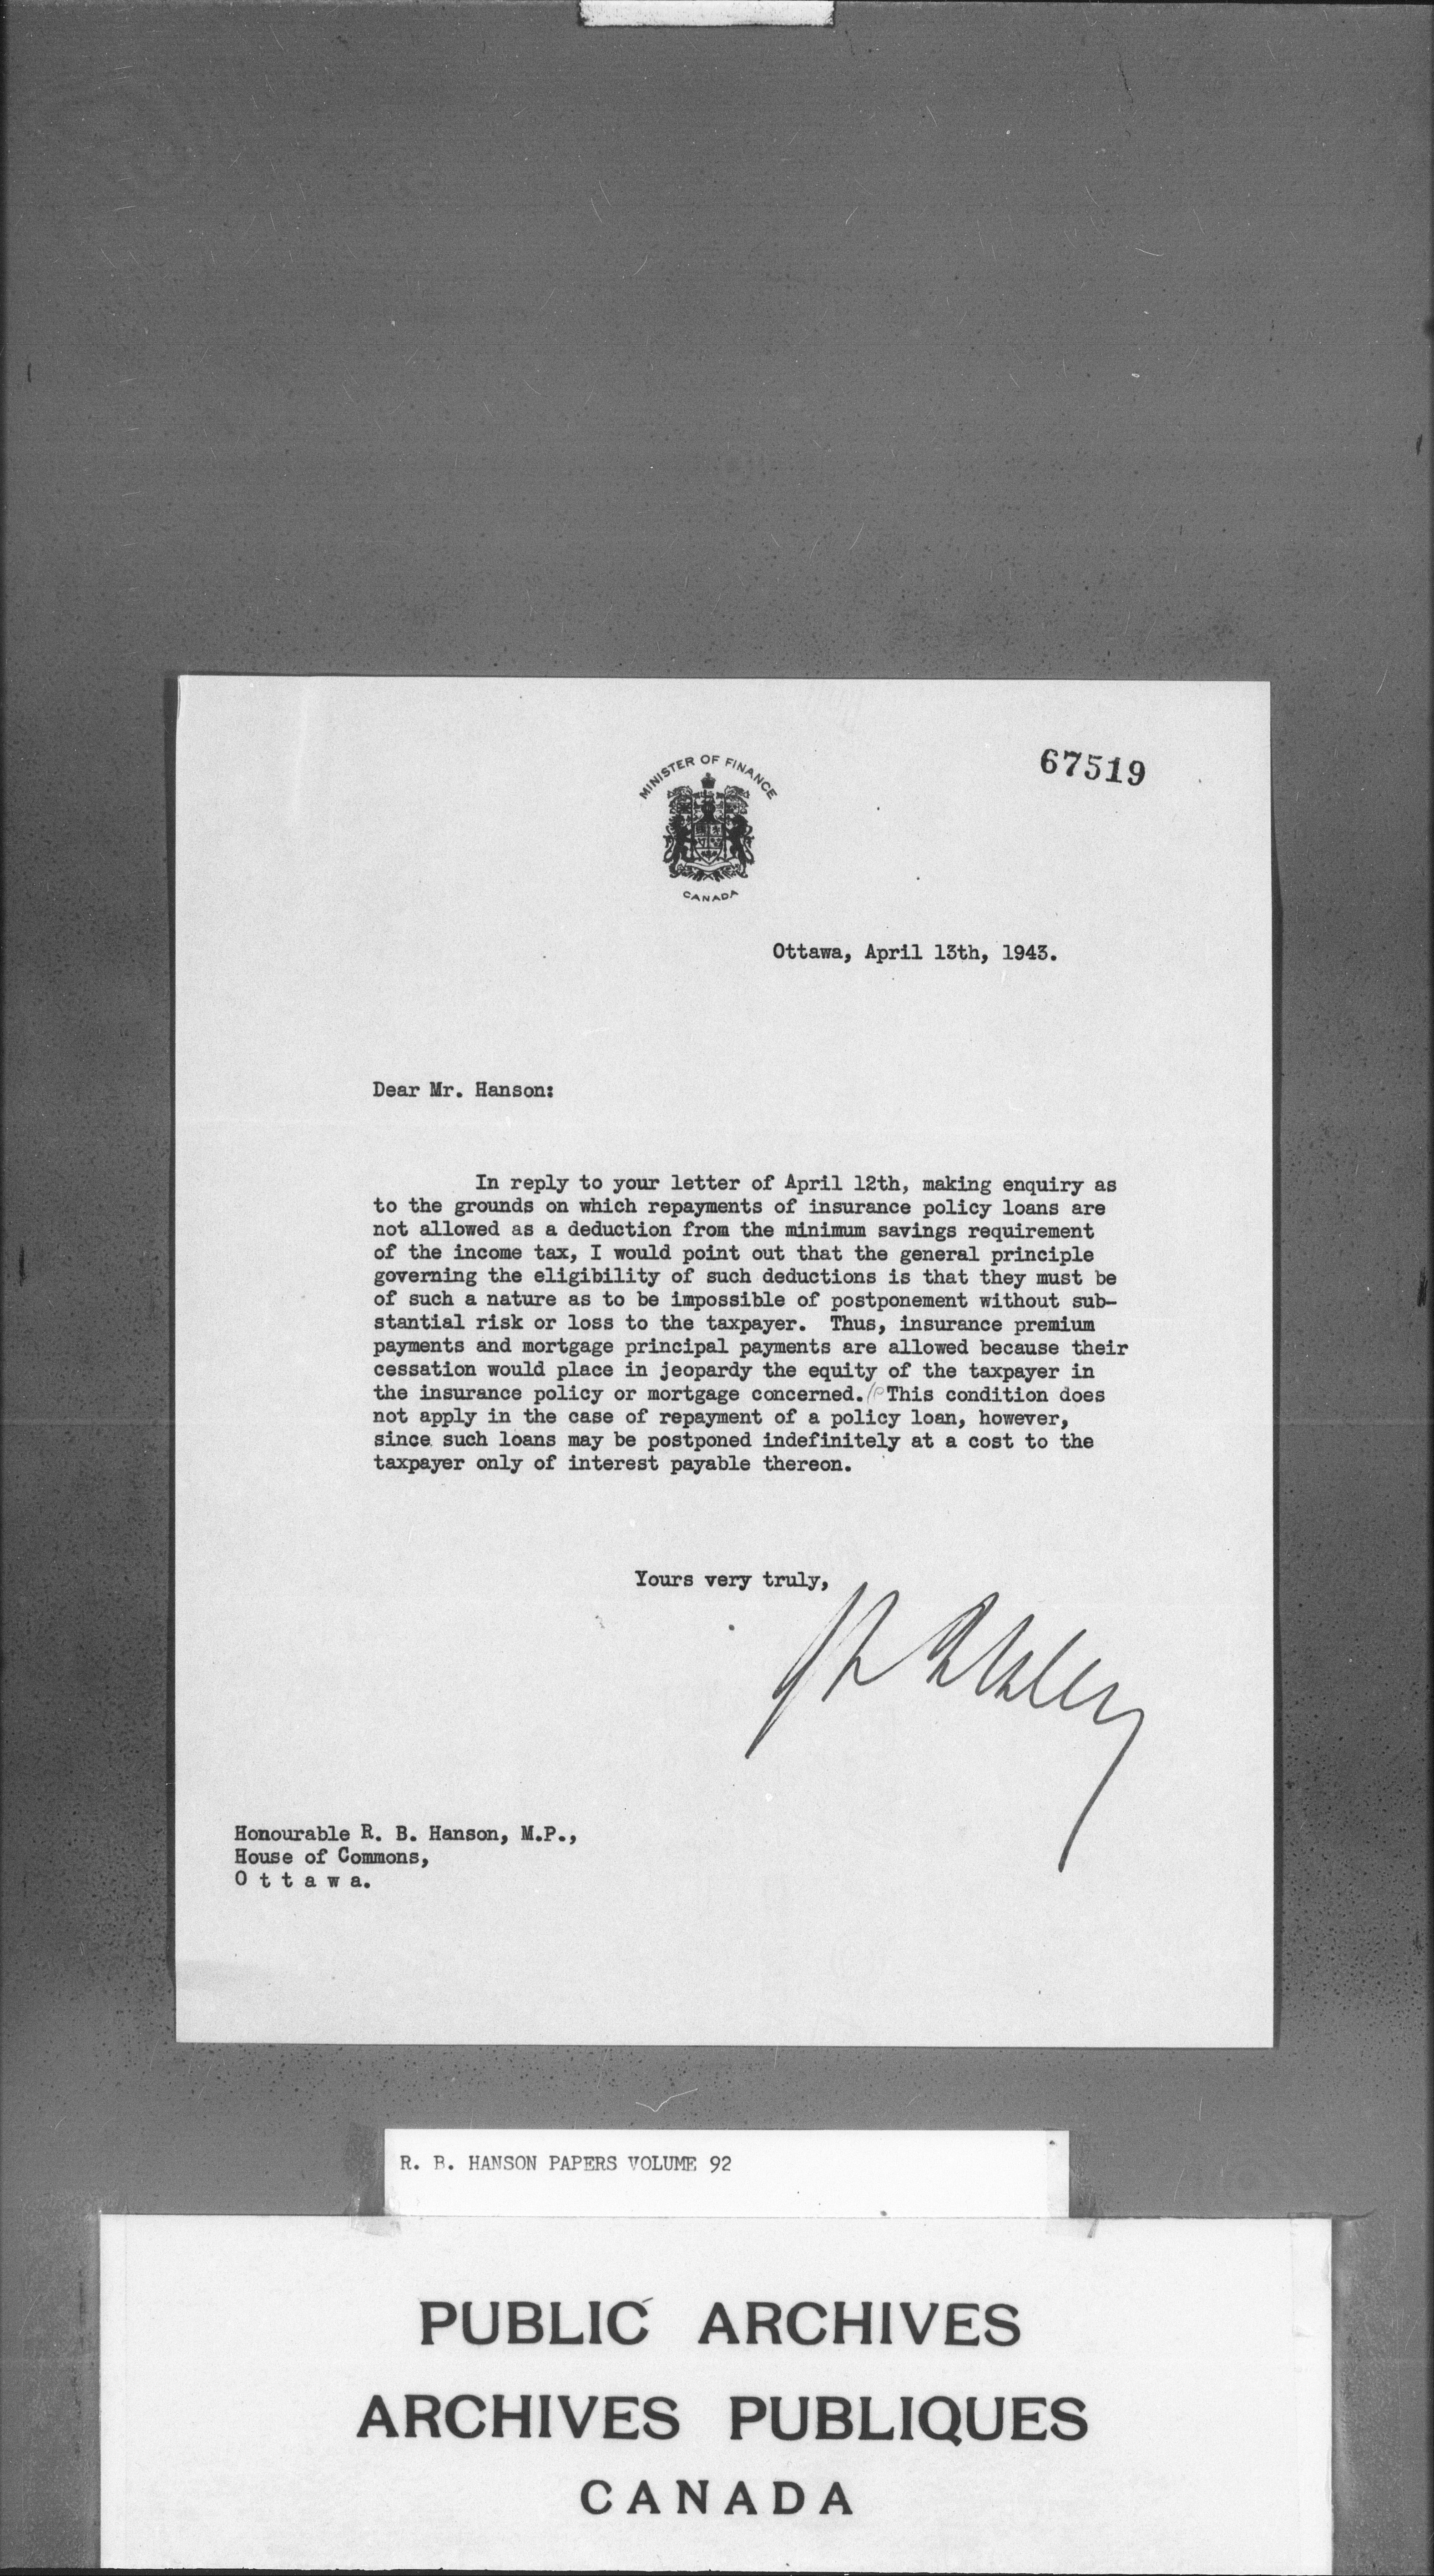 67519
MINISTER OF FINANCE
CANADA
Ottawa, April 13th, 1943.
Dear Mr. Hanson:
In reply to your letter of April 12th, making enquiry as
to the grounds on which repayments of insurance policy loans are
not allowed as a deduction from the minimum savings requirement
of the income tax, I would point out that the general principle
governing the eligibility of such deductions is that they must be
of such a nature as to be impossible of postponement without sub-
stantial risk or loss to the taxpayer. Thus, insurance premium
payments and mortgage principal payments are allowed because their
cessation would place in jeopardy the equity of the taxpayer in
the insurance policy or mortgage concerned. This condition does
not apply in the case of repayment of a policy loan, however,
since such loans may be postponed indefinitely at a cost to the
taxpayer only of interest payable thereon.
Yours very truly,
Honourable R. B. Hanson, M.P.,
House of Commons,
O t t a w a.
R. B. HANSON PAPERS VOLUME 92
PUBLIC ARCHIVES
ARCHIVES PUBLIQUES
CANADA